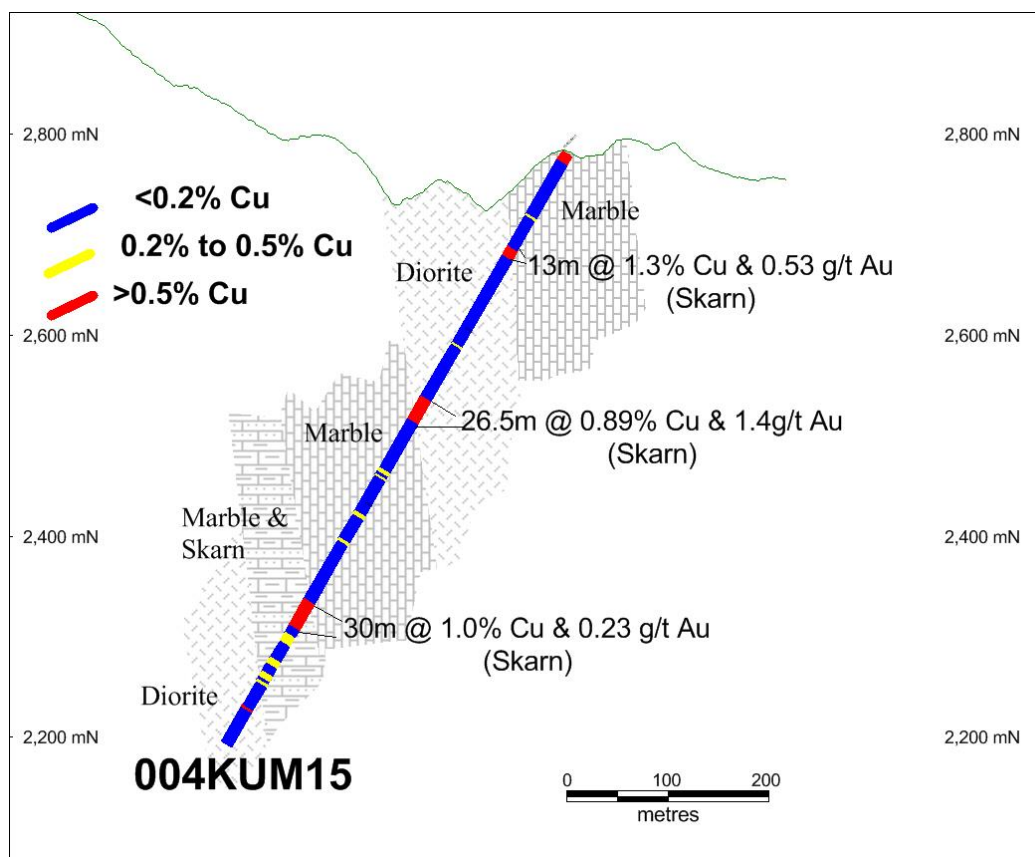 2,800 mN
2,800 mN
<0.2% Cu
0.2% to 0.5% Cu
>0.5% Cu
Marble
Diorite
13m @ 1.3% Cu & 0.53 g/t Au
(Skarn)
2,600 mN
2,600 mN
26.5m @ 0.89% Cu & 1.4g/t Au
(Skarn)
Marble
Marble &
Skarn
2,400 mN
2,400 mN
30m @ 1.0% Cu & 0.23 g/t Au
(Skarn)
Diorite
2,200 mN
2,200 mN
004KUM15
0 100 200
metres